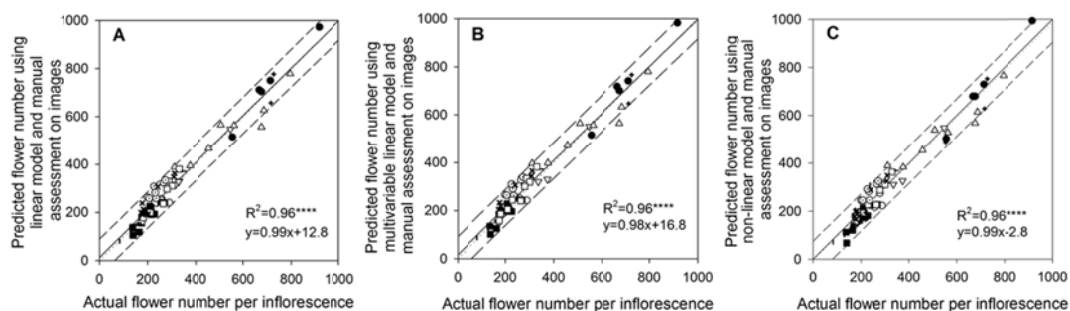 Predicted flower number using
linear model and manual
assessment on images
1000
800
600
400
200
0
A
R²=0.96****
y=0.99x+12.8
0 200 400 600 800 1000
Actual flower number per inflorescence
Predicted flower number using
multivariable linear model and
manual assessment on images
1000
800
600
400
200
0
B
R²=0.96****
y=0.98x+16.8
0 200 400 600 800 1000
Actual flower number per inflorescence
Predicted flower number using
non-linear model and manual
assessment on images
1000
800
600
400
200
0
C
R²=0.96****
y=0.99x-2.8
0 200 400 600 800 1000
Actual flower number per inflorescence